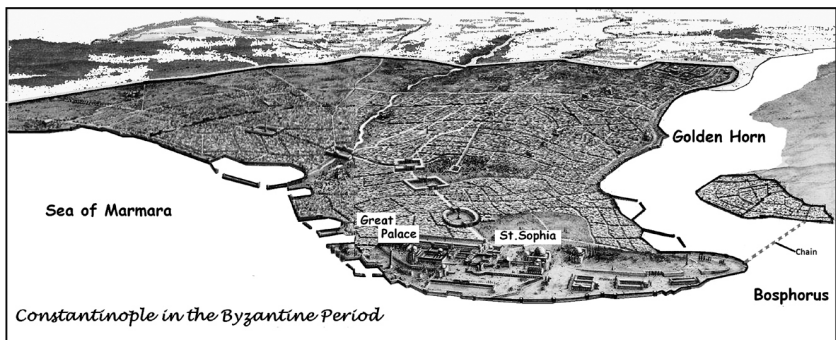 Golden Horn
Sea of Marmara
Great
Palace
St.Sophia
Chain
Bosphorus
Constantinople in the Byzantine Period